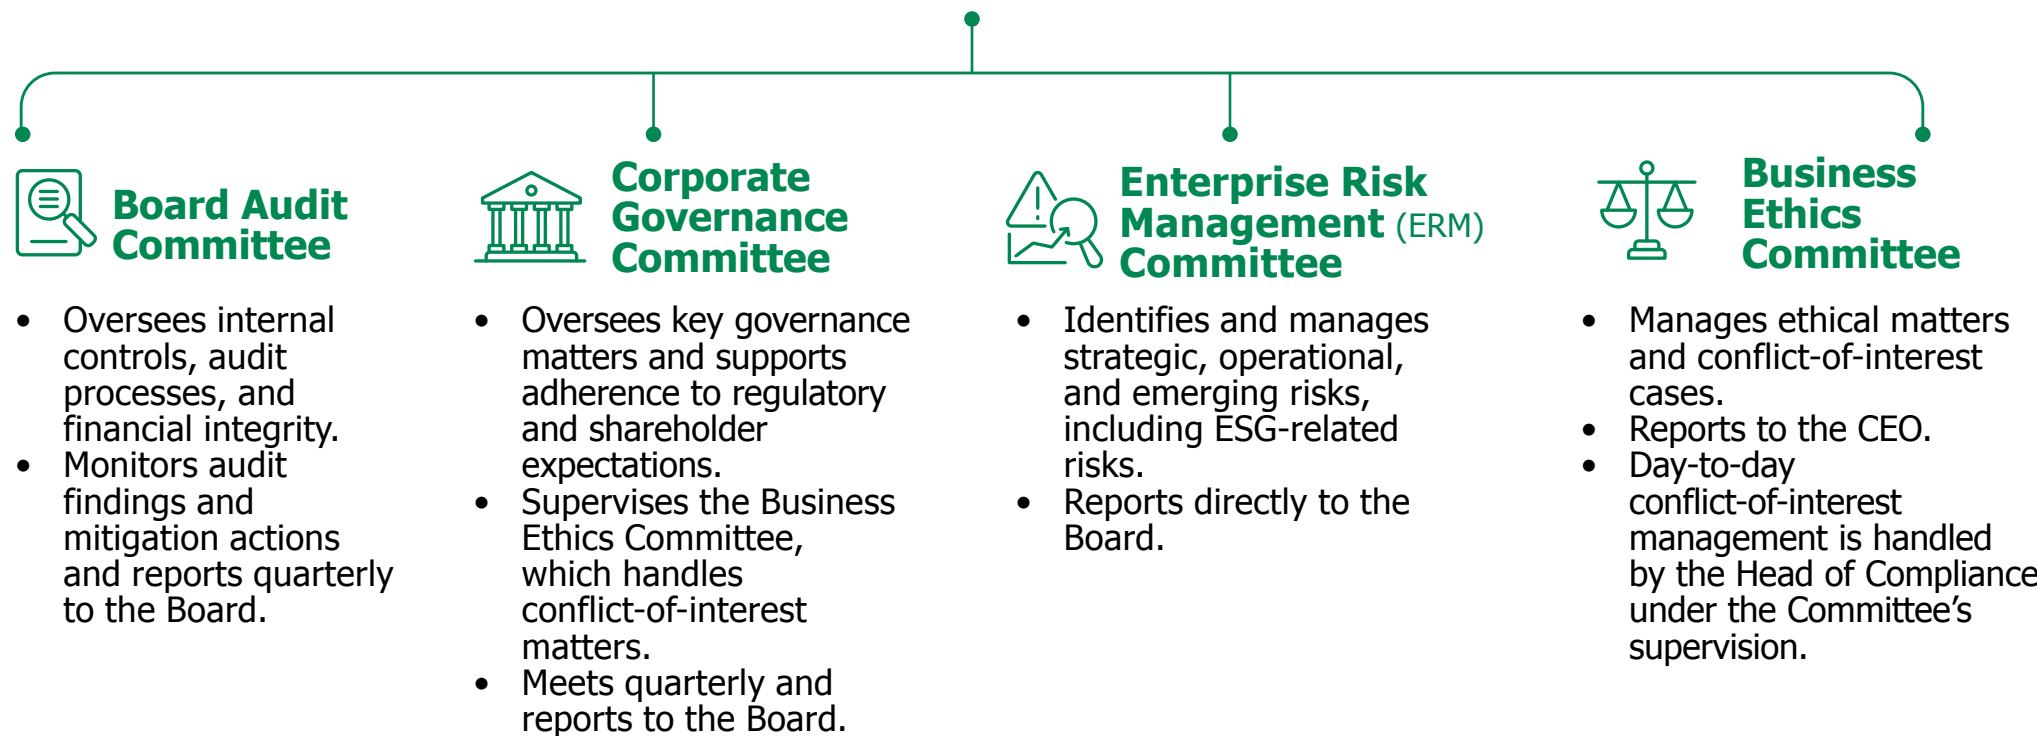 Board Audit
Committee
• Oversees internal
controls, audit
processes, and
financial integrity.
• Monitors audit
findings and
mitigation actions
and reports quarterly
to the Board.
Corporate
Governance
Committee
• Oversees key governance
matters and supports
adherence to regulatory
and shareholder
expectations.
• Supervises the Business
Ethics Committee,
which handles
conflict-of-interest
matters.
• Meets quarterly and
reports to the Board.
Enterprise Risk
Management (ERM)
Committee
• Identifies and manages
strategic, operational,
and emerging risks,
including ESG-related
risks.
• Reports directly to the
Board.
Business
Ethics
Committee
• Manages ethical matters
and conflict-of-interest
cases.
• Reports to the CEO.
• Day-to-day
conflict-of-interest
management is handled
by the Head of Compliance
under the Committee’s
supervision.